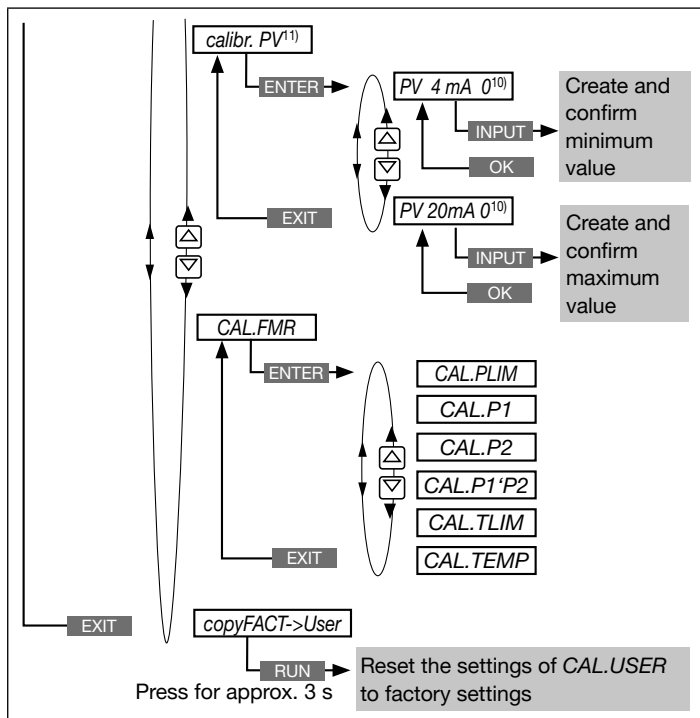 calibr. PV11)
ENTER
PV 4 mA 010)
INPUT
OK
Create and
confirm
minimum
value
PV 20mA 010)
INPUT
OK
Create and
confirm
maximum
value
EXIT
CAL.FMR
ENTER
CAL.PLIM
CAL.P1
CAL.P2
CAL.P1‘P2
CAL.TLIM
CAL.TEMP
EXIT
EXIT
copyFACT->User
RUN
Press for approx. 3 s
Reset the settings of CAL.USER
to factory settings